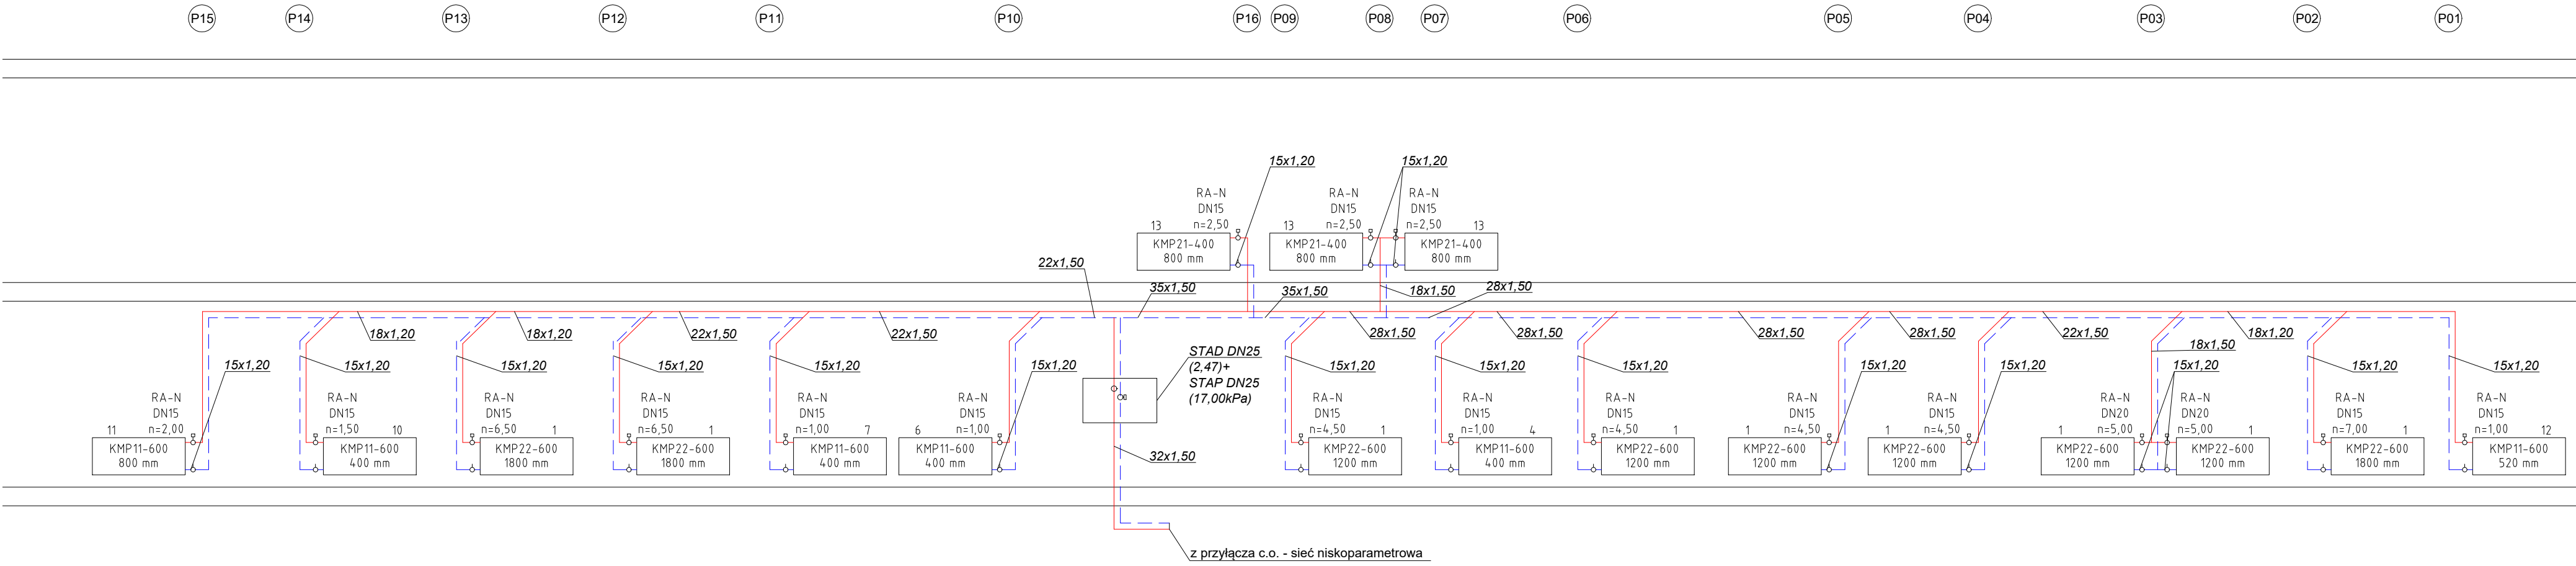 P15
P14
P13
P12
P11
P10
P16
P09
P08
P07
P06
P05
P04
P03
P02
P01
15x1,20
15x1,20
RA-N
DN15
13 n=2,50
KMP21-400
800 mm
RA-N
DN15
13 n=2,50
KMP21-400
800 mm
RA-N
DN15
n=2,50 13
KMP21-400
800 mm
22x1,50
35x1,50
35x1,50
18x1,50
28x1,50
18x1,20
18x1,20
22x1,50
22x1,50
28x1,50
28x1,50
28x1,50
28x1,50
22x1,50
18x1,20
18x1,50
15x1,20
15x1,20
15x1,20
15x1,20
15x1,20
15x1,20
STAD DN25
(2,47)+
STAP DN25
(17,00kPa)
15x1,20
15x1,20
15x1,20
15x1,20
15x1,20
15x1,20
15x1,20
15x1,20
RA-N
DN15
11 n=2,00
KMP11-600
800 mm
RA-N
DN15
n=1,50 10
KMP11-600
400 mm
RA-N
DN15
n=6,50 1
KMP22-600
1800 mm
RA-N
DN15
n=6,50 1
KMP22-600
1800 mm
RA-N
DN15
n=1,00 7
KMP11-600
400 mm
RA-N
DN15
6 n=1,00
KMP11-600
400 mm
RA-N
DN15
n=4,50 1
KMP22-600
1200 mm
RA-N
DN15
n=1,00 4
KMP11-600
400 mm
RA-N
DN15
n=4,50 1
KMP22-600
1200 mm
RA-N
DN15
1 n=4,50
KMP22-600
1200 mm
RA-N
DN15
1 n=4,50
KMP22-600
1200 mm
RA-N
DN20
1 n=5,00
KMP22-600
1200 mm
RA-N
DN20
n=5,00 1
KMP22-600
1200 mm
RA-N
DN15
n=7,00 1
KMP22-600
1800 mm
RA-N
DN15
n=1,00 12
KMP11-600
520 mm
32x1,50
z przyłącza c.o. - sieć niskoparametrowa